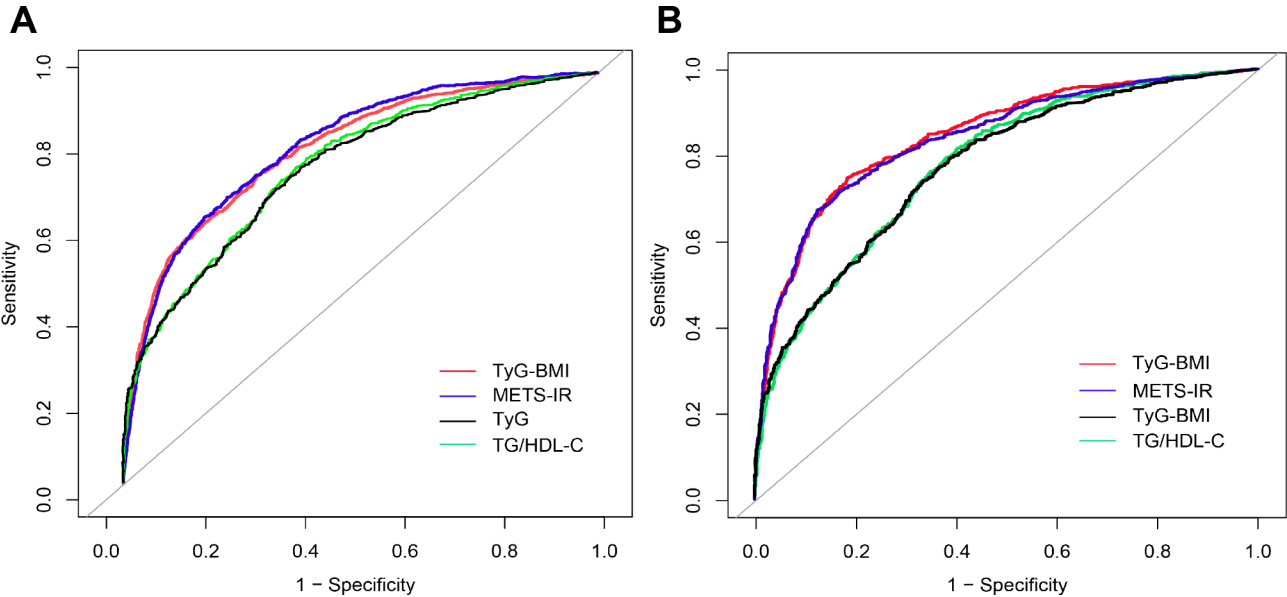 A
B
1.0
0.8
0.6
0.4
0.2
0.0
Sensitivity
TyG-BMI
METS-IR
TyG
TG/HDL-C
0.0 0.2 0.4 0.6 0.8 1.0
1 − Specificity
1.0
0.8
0.6
0.4
0.2
0.0
Sensitivity
TyG-BMI
METS-IR
TyG-BMI
TG/HDL-C
0.0 0.2 0.4 0.6 0.8 1.0
1 − Specificity